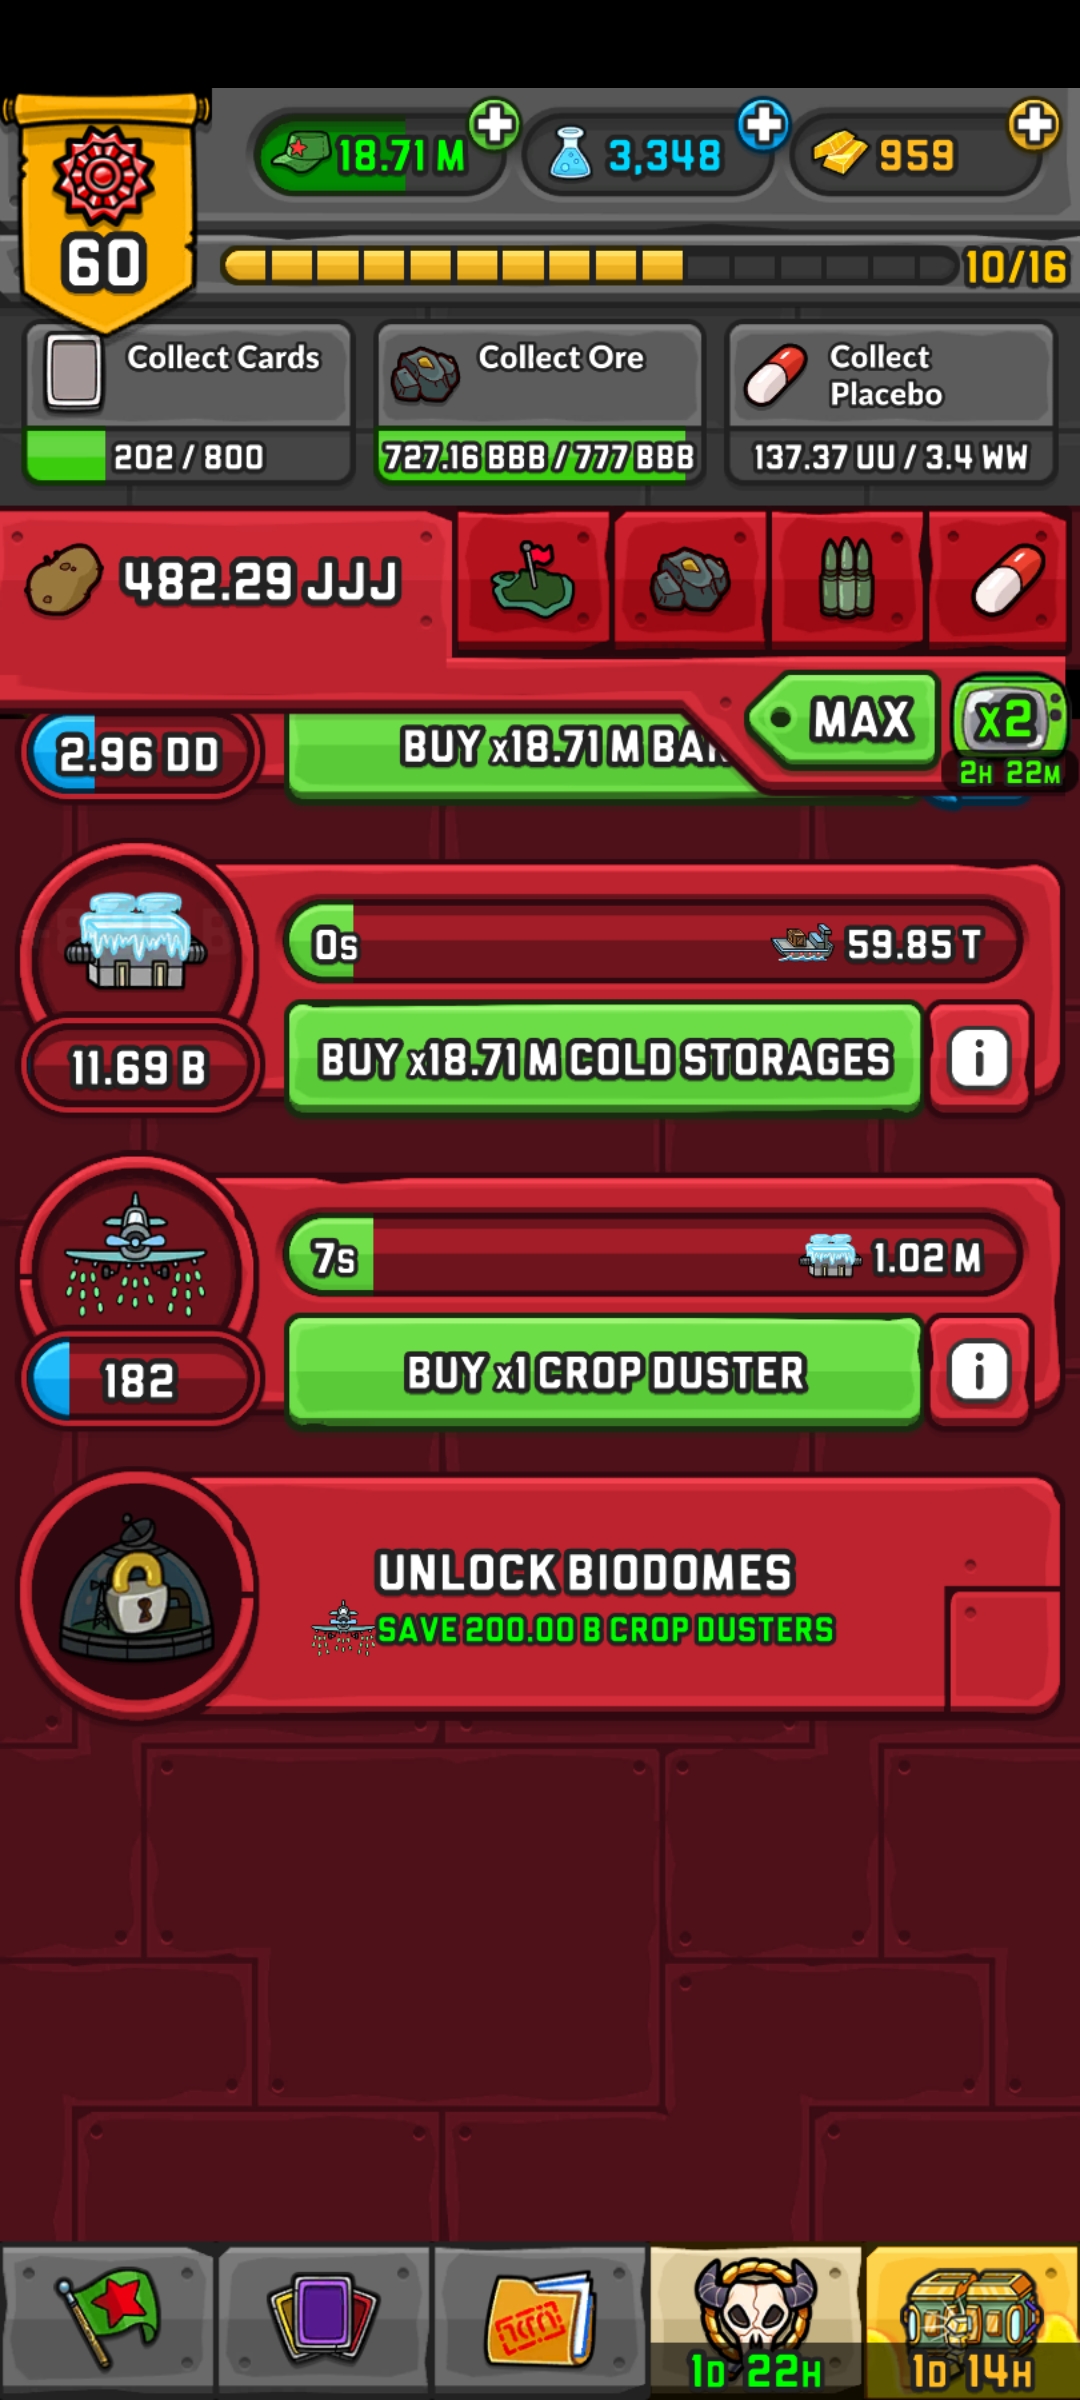 18.71 M
3,348
959
60
10/16
Collect Cards
202 / 800
Collect Ore
727.16 BBB / 777 BBB
Collect
Placebo
137.37 UU / 3.4 WW
482.29 JJJ
MAX
x2
2H 22M
2.96 DD
BUY x18.71 M
0s
59.85 T
11.69 B
BUY x18.71 M COLD STORAGES
i
7s
1.02 M
182
BUY x1 CROP DUSTER
i
UNLOCK BIODOMES
SAVE 200.00 B CROP DUSTERS
1D 22H
1D 14H